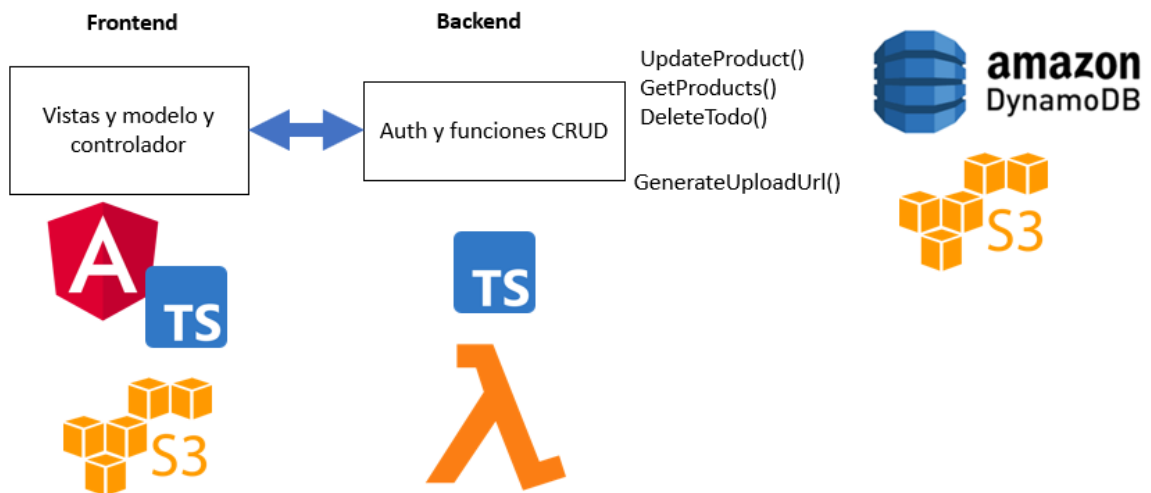 Frontend
Backend
Vistas y modelo y
controlador
Auth y funciones CRUD
UpdateProduct()
GetProducts()
DeleteTodo()
GenerateUploadUrl()
amazon
DynamoDB
S3
A
TS
TS
S3